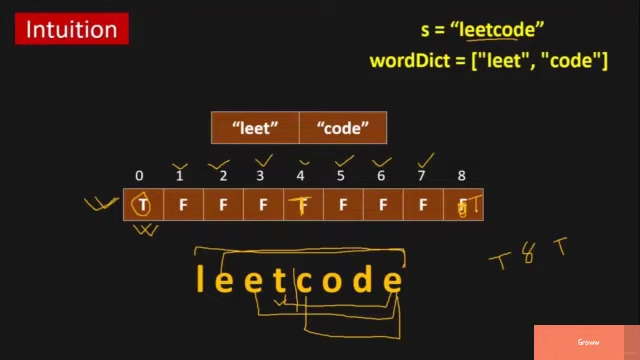 Intuition
s = "leetcode"
wordDict = ["leet", "code"]
"leet" "code"
0 1 2 3 4 5 6 7 8
T F F F T F F F T
leetcode
T & T
Groww